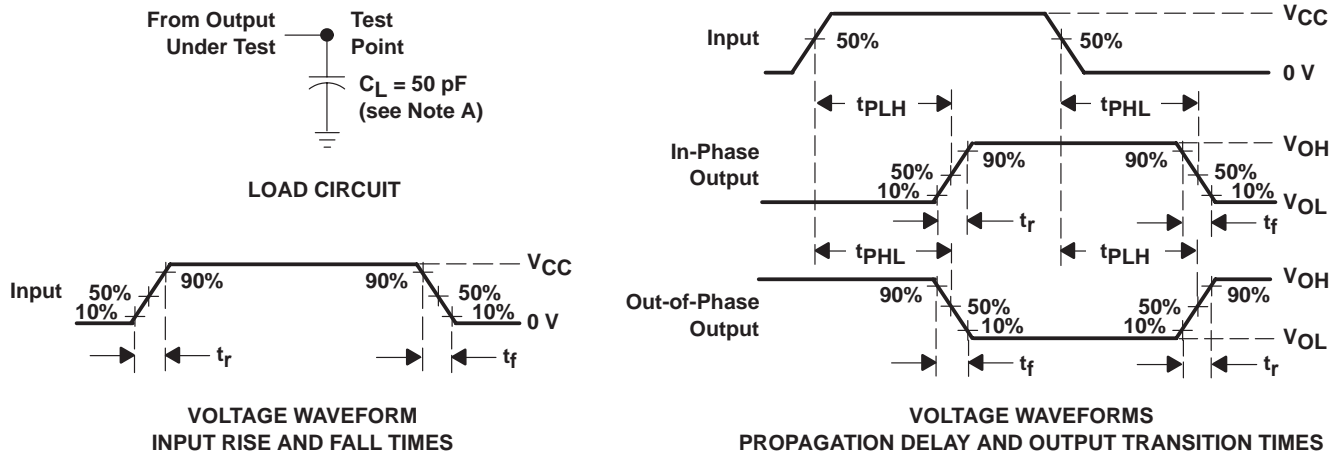 From Output
Under Test
Test
Point
CL = 50 pF
(see Note A)
LOAD CIRCUIT
Input
50%
10%
90%
90%
50%
10%
VCC
0 V
tr
tf
VOLTAGE WAVEFORM
INPUT RISE AND FALL TIMES
Input
50%
50%
VCC
0 V
tPLH
tPHL
In-Phase
Output
50%
10%
90%
90%
50%
10%
VOH
VOL
tr
tf
tPHL
tPLH
Out-of-Phase
Output
90%
50%
10%
50%
10%
90%
VOH
VOL
tf
tr
VOLTAGE WAVEFORMS
PROPAGATION DELAY AND OUTPUT TRANSITION TIMES